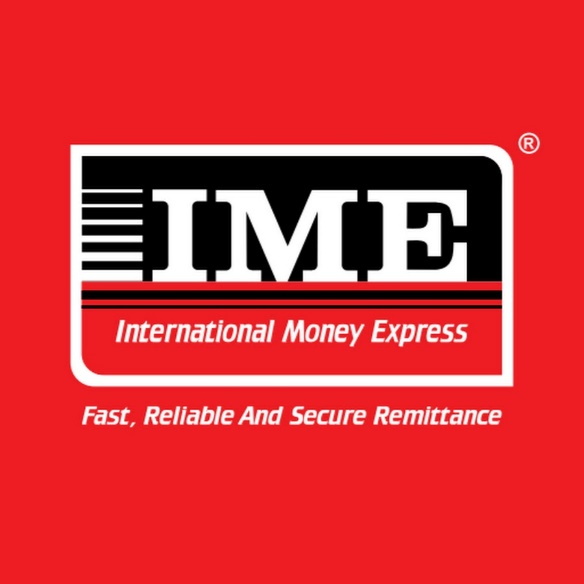 ®
IME
International Money Express
Fast, Reliable And Secure Remittance